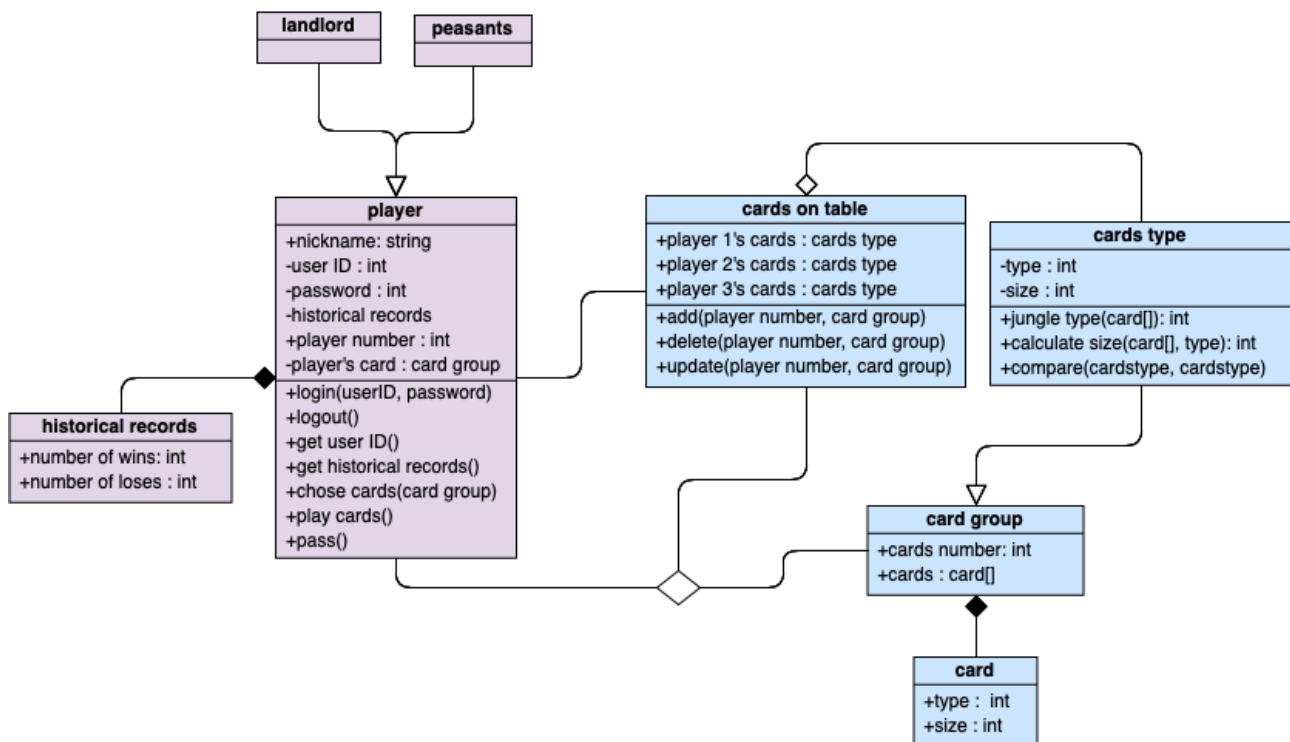 landlord
peasants
player
+nickname: string
-user ID : int
-password : int
-historical records
+player number : int
-player's card : card group
+login(userID, password)
+logout()
+get user ID()
+get historical records()
+chose cards(card group)
+play cards()
+pass()
historical records
+number of wins: int
+number of loses : int
cards on table
+player 1's cards : cards type
+player 2's cards : cards type
+player 3's cards : cards type
+add(player number, card group)
+delete(player number, card group)
+update(player number, card group)
cards type
-type : int
-size : int
+jungle type(card[]): int
+calculate size(card[], type): int
+compare(cardstype, cardstype)
card group
+cards number: int
+cards : card[]
card
+type : int
+size : int